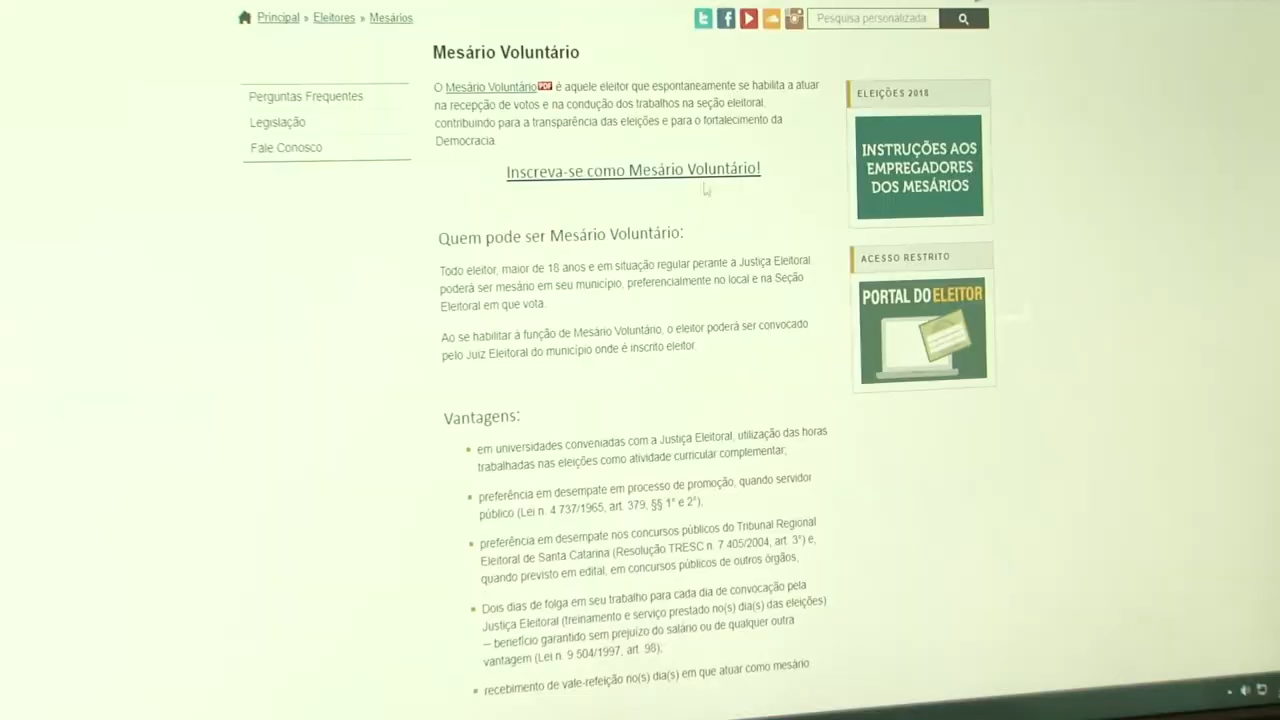 Principal » Eleitores » Mesários
Pesquisa personalizada
Mesário Voluntário
Perguntas Frequentes
Legislação
Fale Conosco
O Mesário Voluntário PDF é aquele eleitor que espontaneamente se habilita a atuar
na recepção de votos e na condução dos trabalhos na seção eleitoral,
contribuindo para a transparência das eleições e para o fortalecimento da
Democracia.
Inscreva-se como Mesário Voluntário!
Quem pode ser Mesário Voluntário:
Todo eleitor, maior de 18 anos e em situação regular perante a Justiça Eleitoral
poderá ser mesário em seu município, preferencialmente no local e na Seção
Eleitoral em que vota.
Ao se habilitar à função de Mesário Voluntário, o eleitor poderá ser convocado
pelo Juiz Eleitoral do município onde é inscrito eleitor.
Vantagens:
em universidades conveniadas com a Justiça Eleitoral, utilização das horas
trabalhadas nas eleições como atividade curricular complementar;
preferência em desempate em processo de promoção, quando servidor
público (Lei n. 4.737/1965, art. 379, §§ 1° e 2°);
preferência em desempate nos concursos públicos do Tribunal Regional
Eleitoral de Santa Catarina (Resolução TRESC n. 7.405/2004, art. 3°) e,
quando previsto em edital, em concursos públicos de outros órgãos;
Dois dias de folga em seu trabalho para cada dia de convocação pela
Justiça Eleitoral (treinamento e serviço prestado no(s) dia(s) das eleições)
– benefício garantido sem prejuízo do salário ou de qualquer outra
vantagem (Lei n. 9.504/1997, art. 98);
recebimento de vale-refeição no(s) dia(s) em que atuar como mesário
ELEIÇÕES 2018
INSTRUÇÕES AOS
EMPREGADORES
DOS MESÁRIOS
ACESSO RESTRITO
PORTAL DO ELEITOR